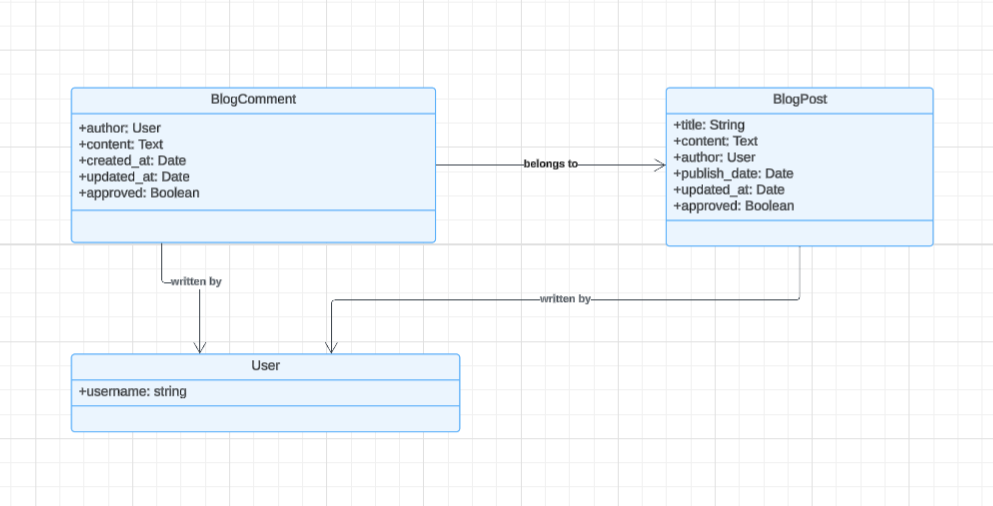 BlogComment
+author: User
+content: Text
+created_at: Date
+updated_at: Date
+approved: Boolean
belongs to
BlogPost
+title: String
+content: Text
+author: User
+publish_date: Date
+updated_at: Date
+approved: Boolean
written by
written by
User
+username: string